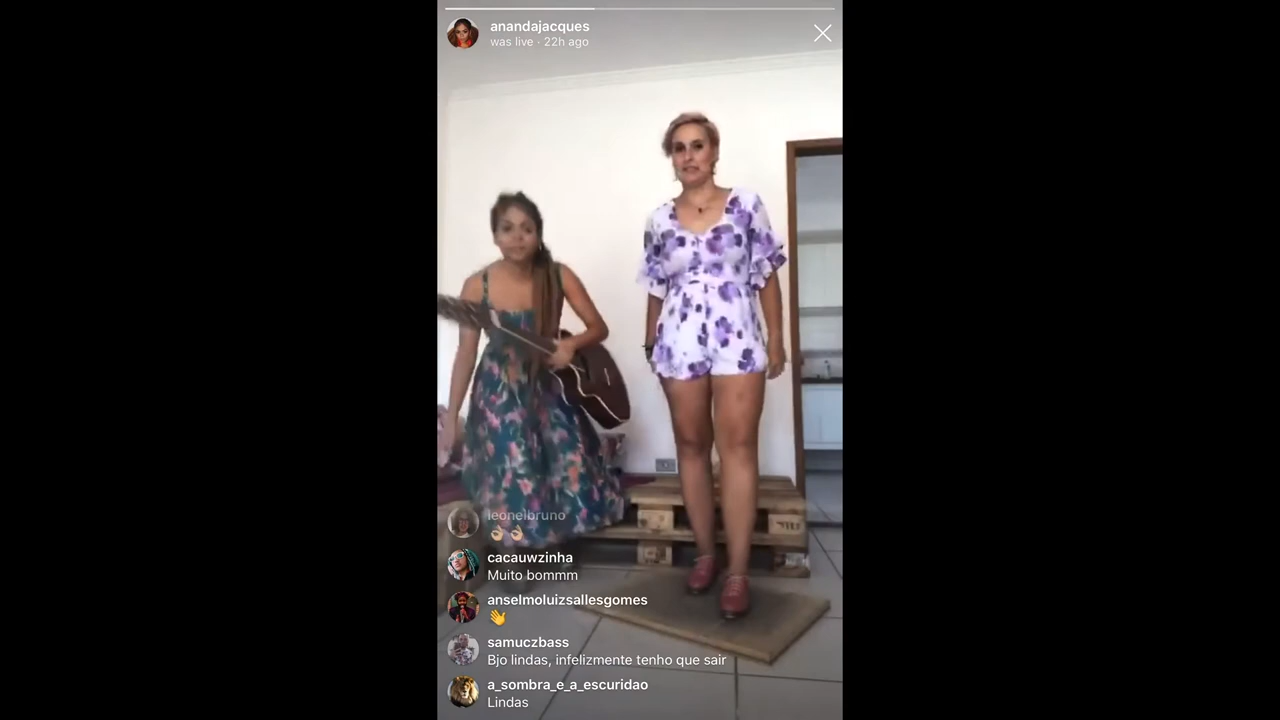 anandajacques
was live · 22h ago
leonelbruno
👌🏻👌🏻
cacauwzinha
Muito bommm
anselmoluizsallesgomes
👋
samuczbass
Bjo lindas, infelizmente tenho que sair
a_sombra_e_a_escuridao
Lindas